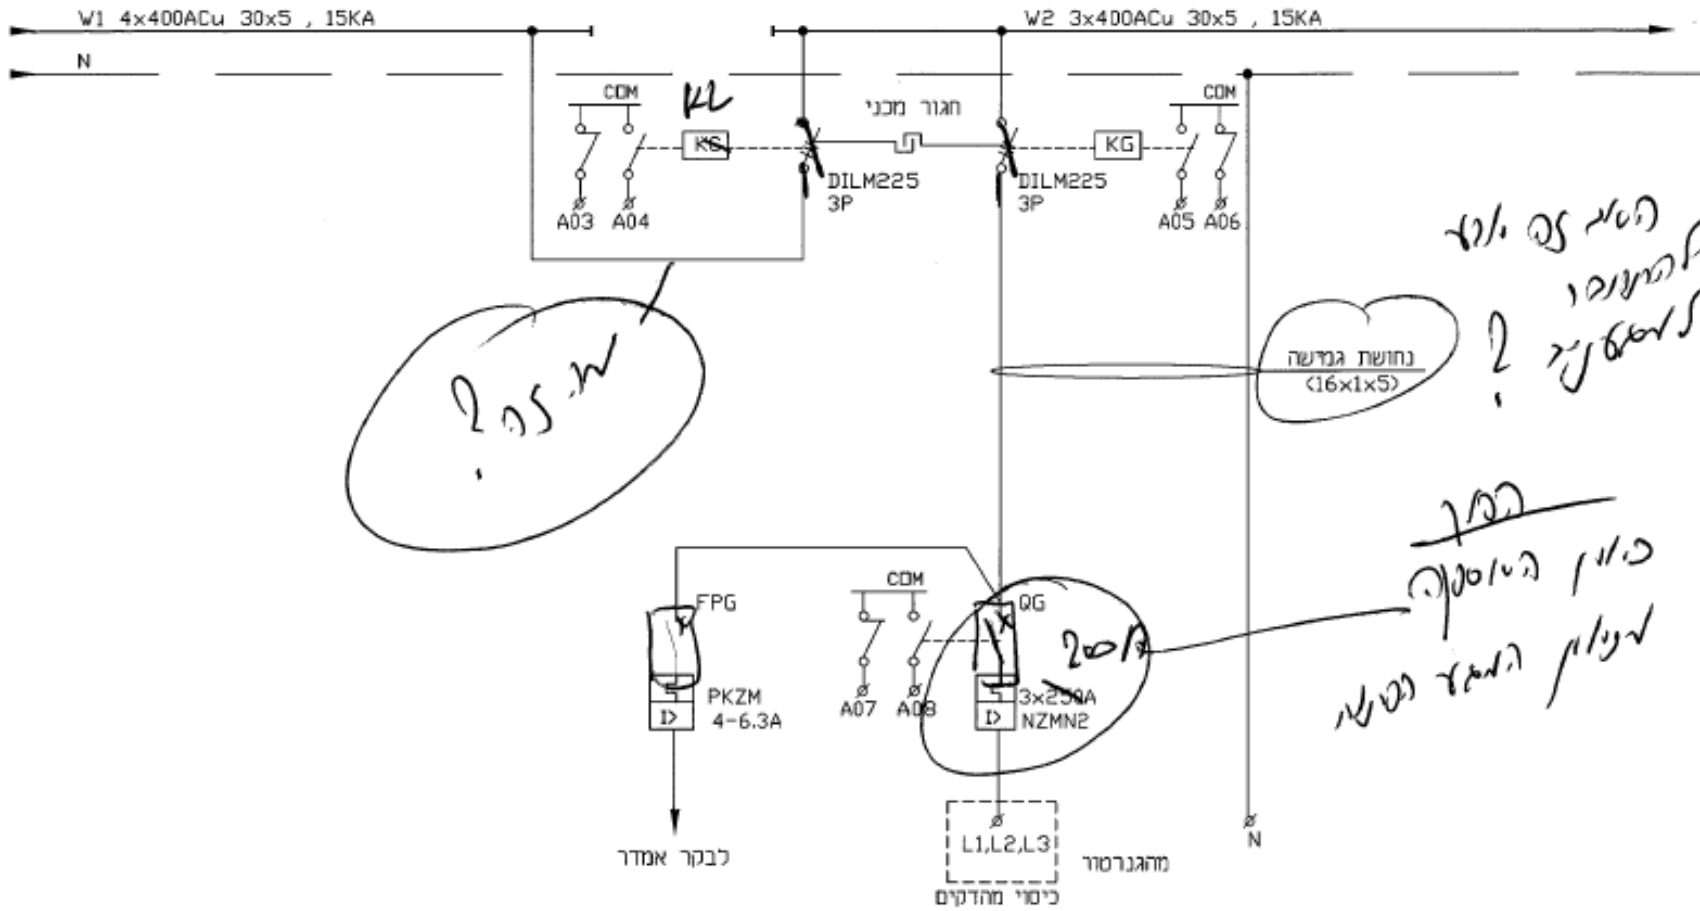 W1 4x400ACu 30x5 , 15KA
W2 3x400ACu 30x5 , 15KA
N
COM
KL
חגור מכני
COM
KG
KG
DILM225
3P
DILM225
3P
A03 A04
A05 A06
נחושת גמישה
(16x1x5)
?
מה זה ?
הפוך
COM
FPG
QG
200A
PKZM
4-6.3A
A07 A08
3x250A
NZMN2
I>
I>
L1,L2,L3
N
לבקר אמדר
מהגנרטור
כיסוי מהדקים